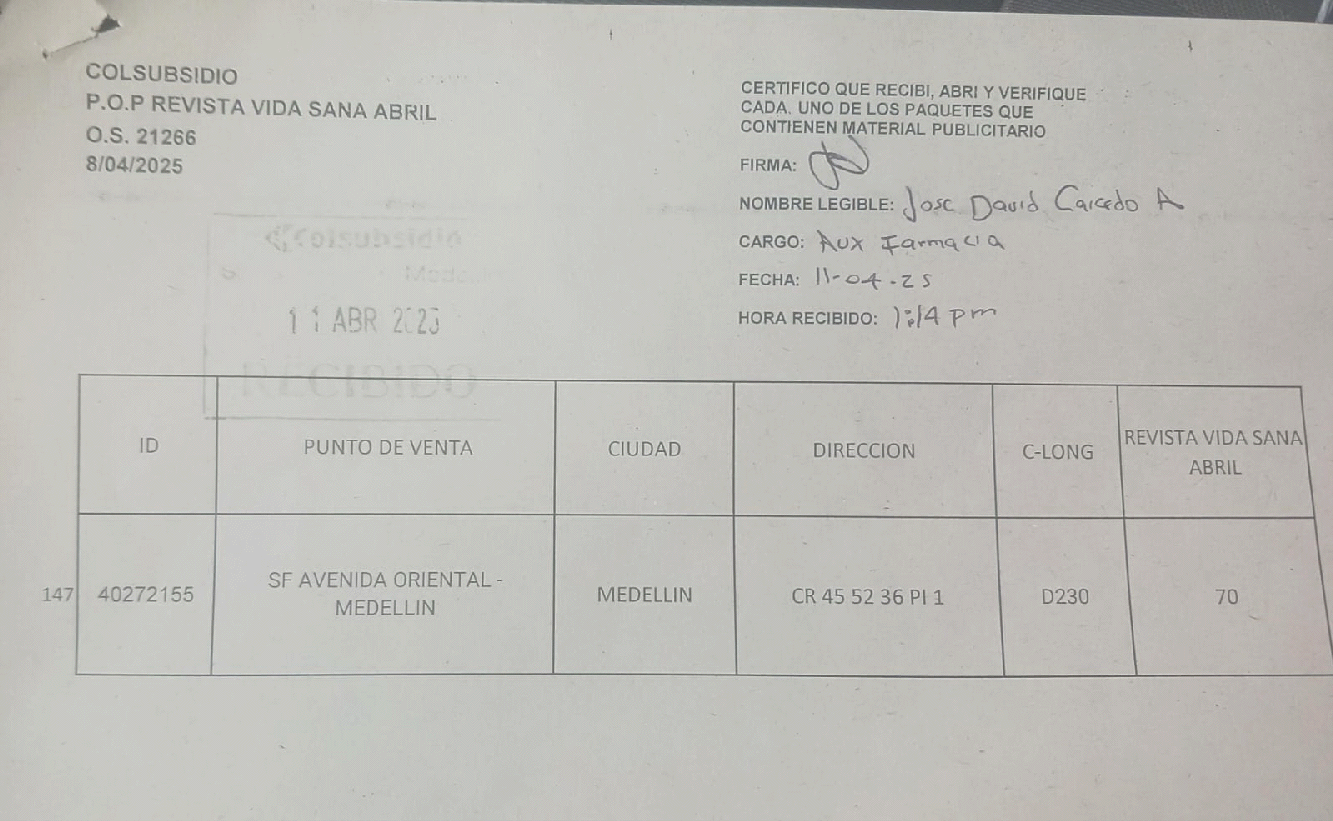 COLSUBSIDIO
P.O.P REVISTA VIDA SANA ABRIL
O.S. 21266
8/04/2025
CERTIFICO QUE RECIBI, ABRI Y VERIFIQUE
CADA. UNO DE LOS PAQUETES QUE
CONTIENEN MATERIAL PUBLICITARIO
FIRMA:
NOMBRE LEGIBLE: Jose David Caicedo A
CARGO: Aux Farmacia
FECHA: 11-04-25
HORA RECIBIDO: 1:14 pm
Colsubsidio
11 ABR
RECIBIDO
ID PUNTO DE VENTA CIUDAD DIRECCION C-LONG REVISTA VIDA SANA
ABRIL
147 40272155 SF AVENIDA ORIENTAL - MEDELLIN CR 45 52 36 PI 1 D230 70
MEDELLIN